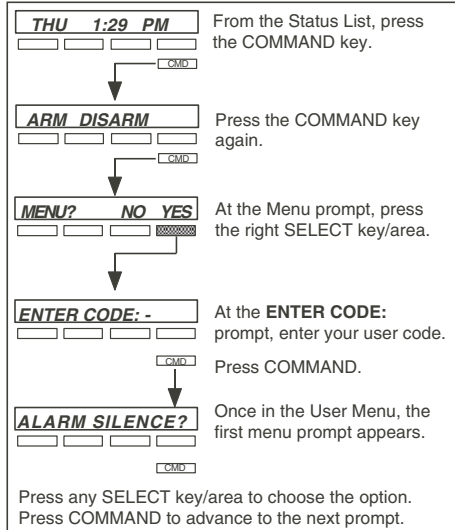 THU 1:29 PM
From the Status List, press
the COMMAND key.
CMD
ARM DISARM
Press the COMMAND key
again.
CMD
MENU? NO YES
At the Menu prompt, press
the right SELECT key/area.
ENTER CODE: -
At the ENTER CODE:
prompt, enter your user code.
CMD
Press COMMAND.
ALARM SILENCE?
Once in the User Menu, the
first menu prompt appears.
CMD
Press any SELECT key/area to choose the option.
Press COMMAND to advance to the next prompt.